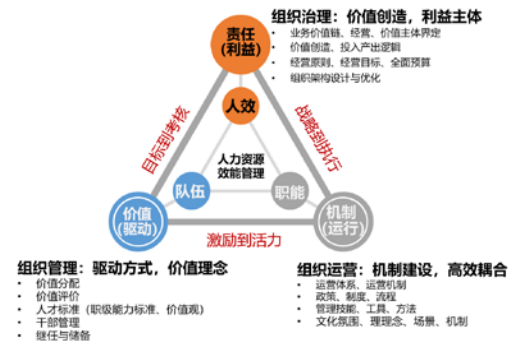 组织治理：价值创造，利益主体
• 业务价值链、经营、价值主体界定
• 价值创造、投入产出逻辑
• 经营原则、经营目标、全面预算
• 组织架构设计与优化
责任
(利益)
人效
目标到考核
战略到执行
人力资源
效能管理
队伍
职能
价值
(驱动)
机制
(运行)
激励到活力
组织管理：驱动方式，价值理念
• 价值分配
• 价值评价
• 人才标准（职级能力标准、价值观）
• 干部管理
• 继任与储备
组织运营：机制建设，高效耦合
• 运营体系、运营机制
• 政策、制度、流程
• 管理技能、工具、方法
• 文化氛围、理理念、场景、机制